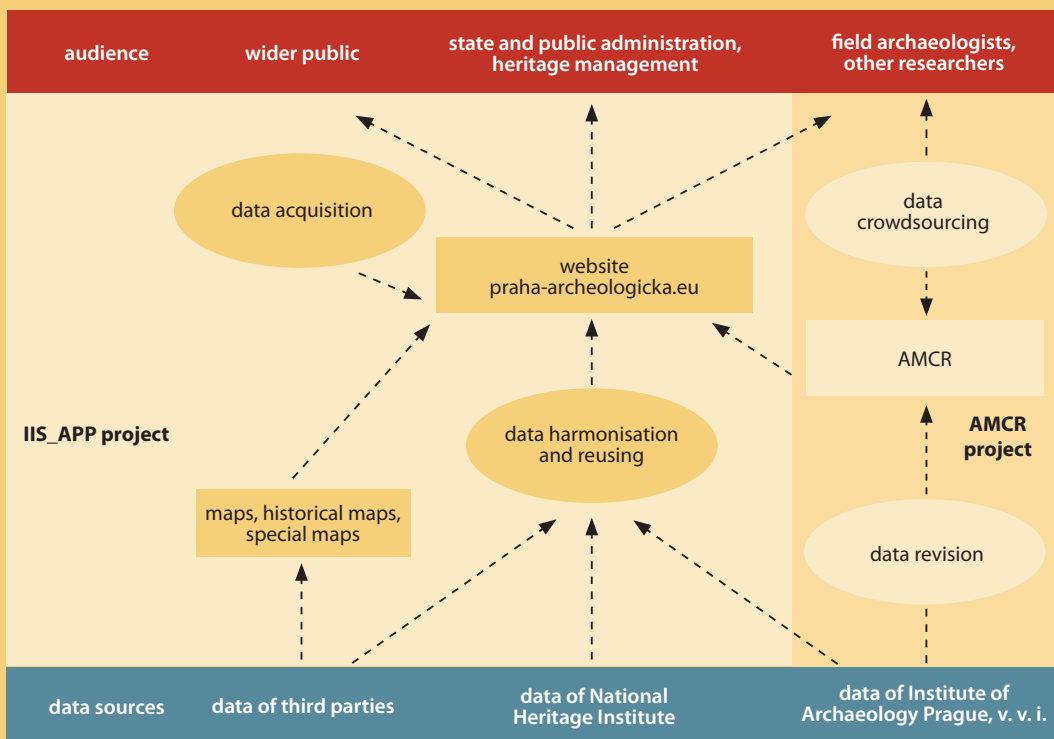 audience
wider public
state and public administration,
heritage management
field archaeologists,
other researchers
data acquisition
data
crowdsourcing
website
praha-archeologicka.eu
AMCR
IIS_APP project
data harmonisation
and reusing
AMCR
project
maps, historical maps,
special maps
data revision
data sources
data of third parties
data of National
Heritage Institute
data of Institute of
Archaeology Prague, v. v. i.